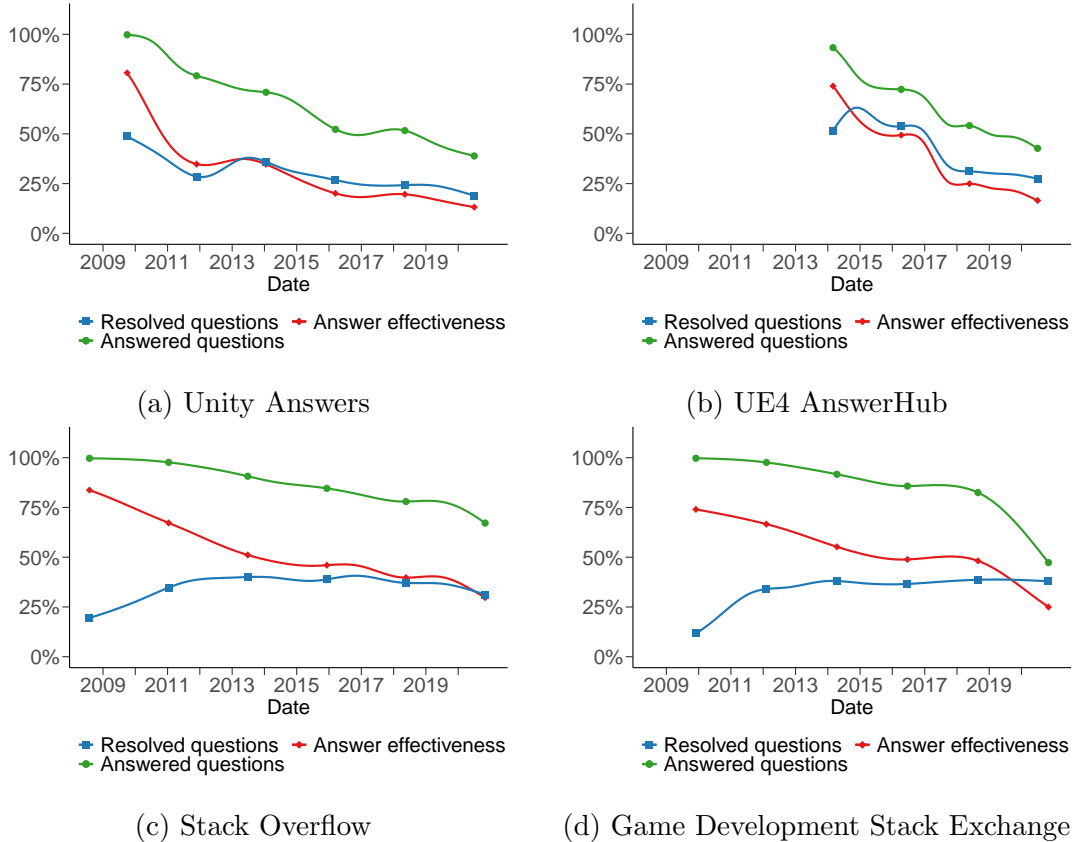 100%
75%
50%
25%
0%
2009 2011 2013 2015 2017 2019
Date
Resolved questions Answer effectiveness
Answered questions
(a) Unity Answers
100%
75%
50%
25%
0%
2009 2011 2013 2015 2017 2019
Date
Resolved questions Answer effectiveness
Answered questions
(b) UE4 AnswerHub
100%
75%
50%
25%
0%
2009 2011 2013 2015 2017 2019
Date
Resolved questions Answer effectiveness
Answered questions
(c) Stack Overflow
100%
75%
50%
25%
0%
2009 2011 2013 2015 2017 2019
Date
Resolved questions Answer effectiveness
Answered questions
(d) Game Development Stack Exchange